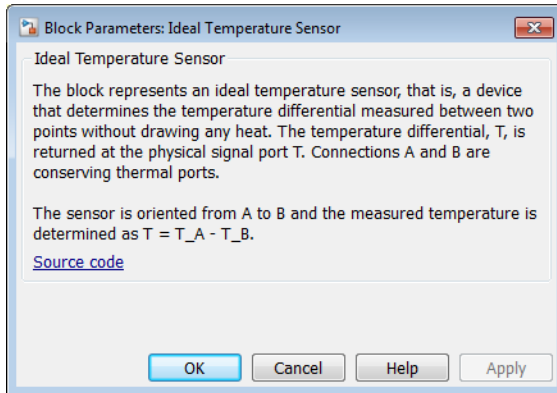 Block Parameters: Ideal Temperature Sensor
Ideal Temperature Sensor
The block represents an ideal temperature sensor, that is, a device
that determines the temperature differential measured between two
points without drawing any heat. The temperature differential, T, is
returned at the physical signal port T. Connections A and B are
conserving thermal ports.
The sensor is oriented from A to B and the measured temperature is
determined as T = T_A - T_B.
Source code
OK Cancel Help Apply